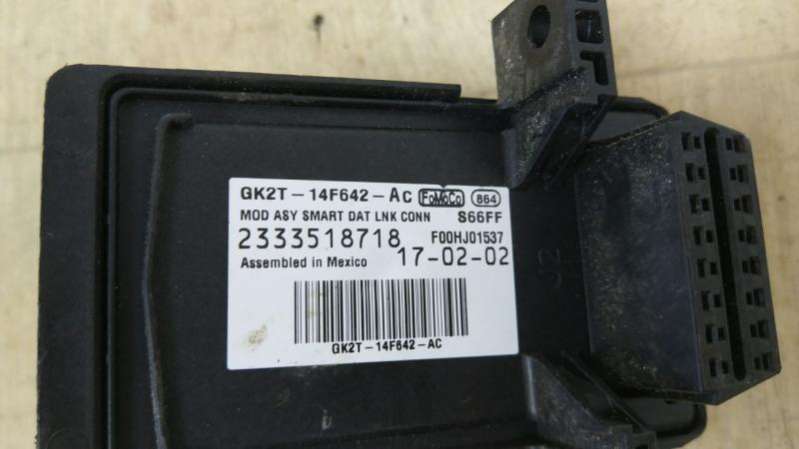 GK2T-14F642-AC FoMoCo 864
MOD ASY SMART DAT LNK CONN S66FF
2333518718 F00HJ01537
Assembled in Mexico 17-02-02
GK2T-14F642-AC